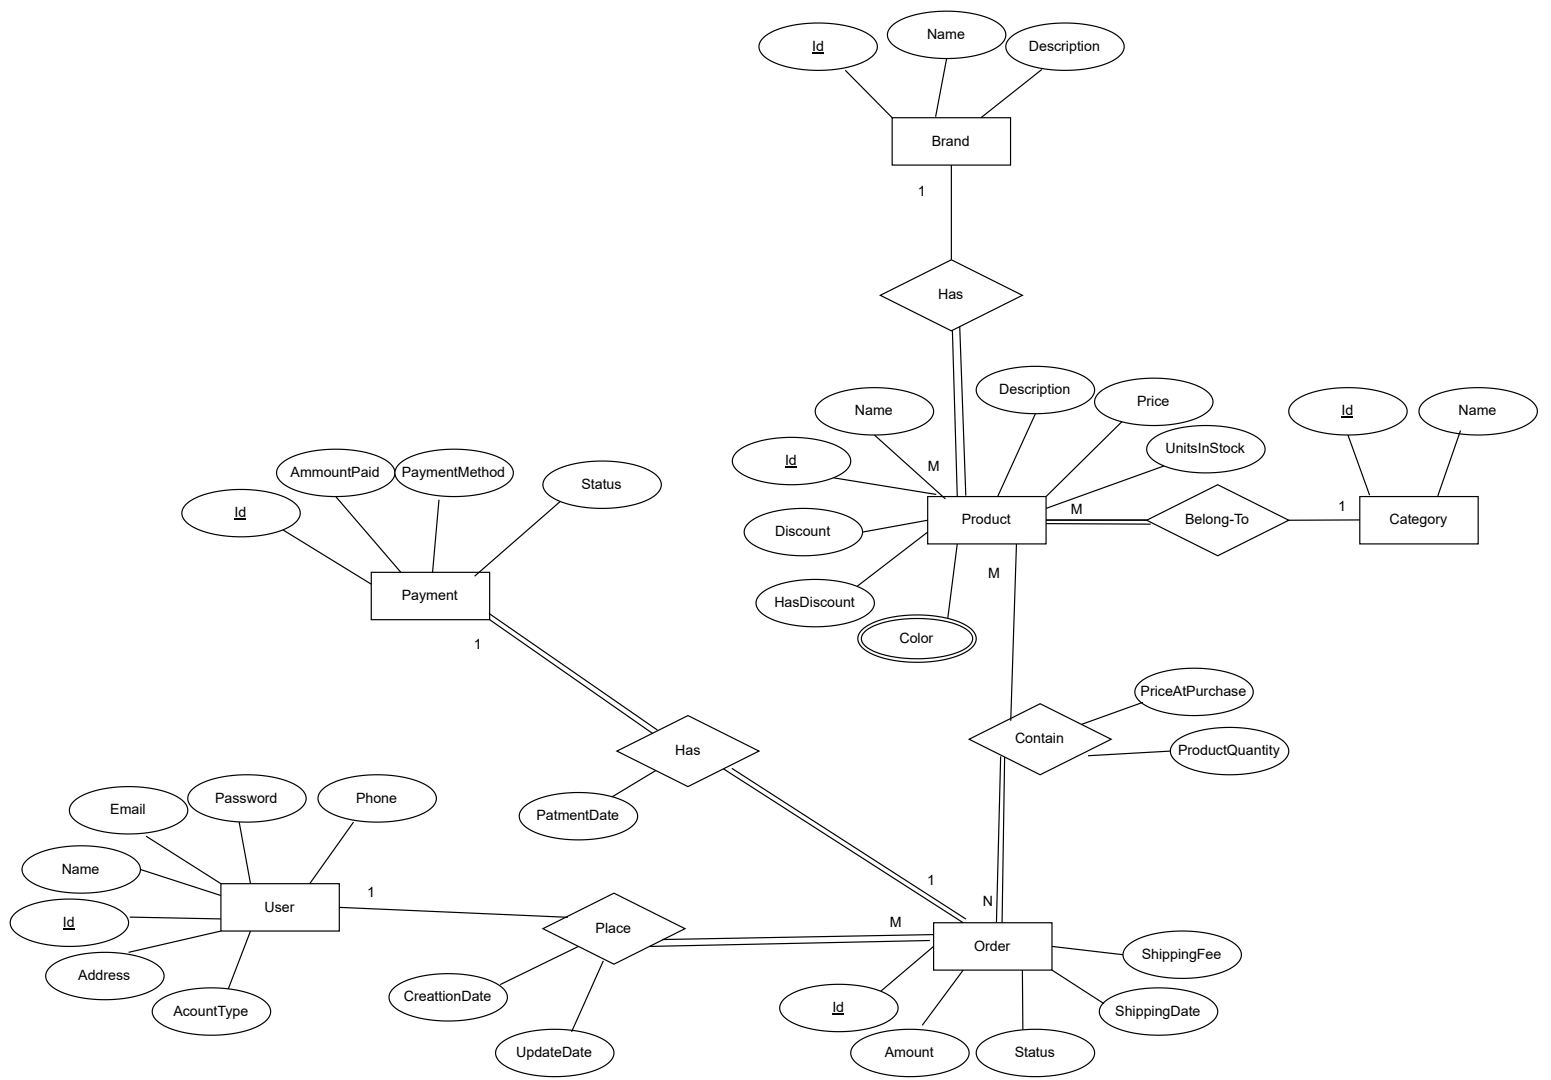 Id
Name
Description
Brand
1
Has
Name
Description
Price
Id
UnitsInStock
M
Discount
Product
M
Belong-To
1
Category
Id
Name
HasDiscount
Color
M
AmmountPaid
PaymentMethod
Status
Id
Payment
1
Has
PatmentDate
1
Contain
PriceAtPurchase
ProductQuantity
N
Email
Password
Phone
Name
User
1
Id
Address
AcountType
Place
M
CreattionDate
UpdateDate
Order
Id
Amount
Status
ShippingDate
ShippingFee